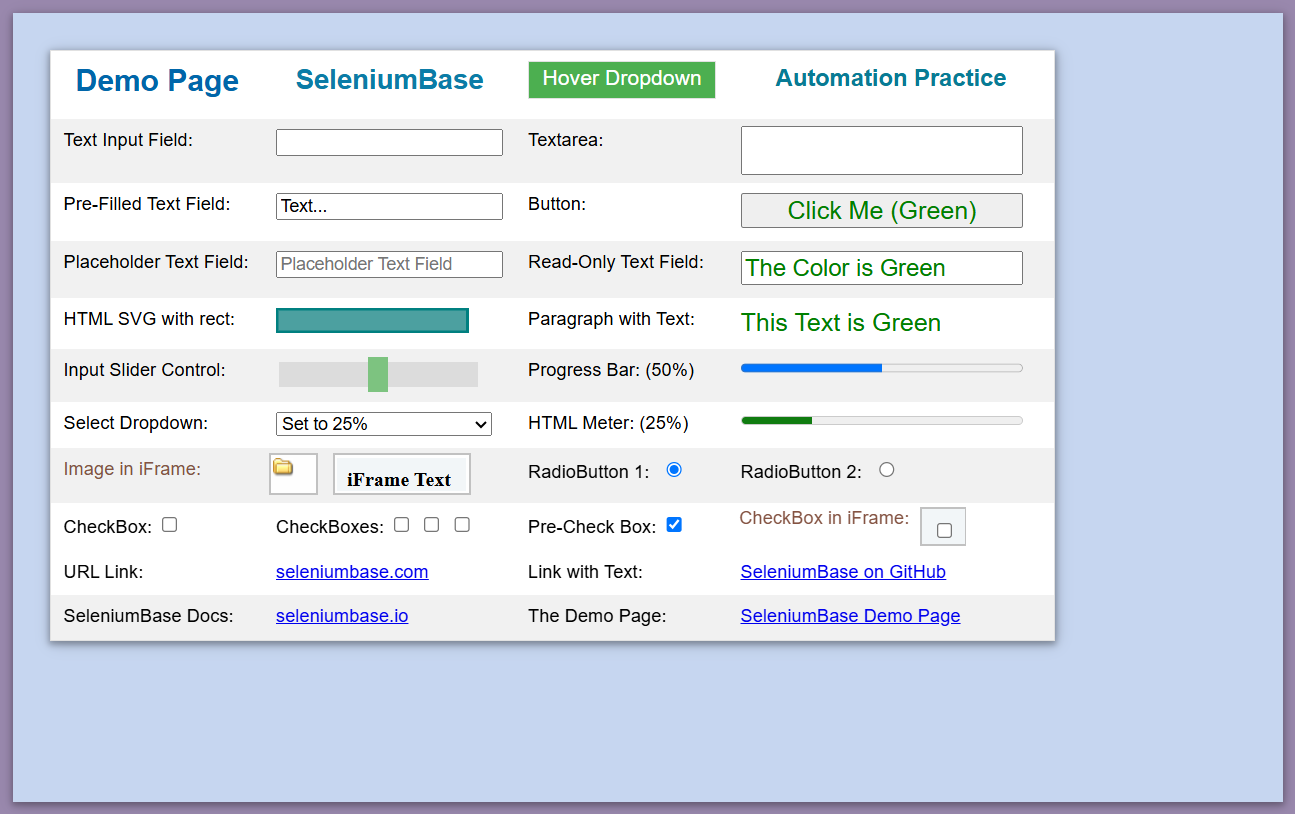 Demo Page SeleniumBase Hover Dropdown Automation Practice
Text Input Field: Textarea:
Pre-Filled Text Field: Text... Button: Click Me (Green)
Placeholder Text Field: Placeholder Text Field Read-Only Text Field: The Color is Green
HTML SVG with rect: Paragraph with Text: This Text is Green
Input Slider Control: Progress Bar: (50%)
Select Dropdown: Set to 25% HTML Meter: (25%)
Image in iFrame: iFrame Text RadioButton 1: RadioButton 2:
CheckBox: CheckBoxes: Pre-Check Box: CheckBox in iFrame:
URL Link: seleniumbase.com Link with Text: SeleniumBase on GitHub
SeleniumBase Docs: seleniumbase.io The Demo Page: SeleniumBase Demo Page